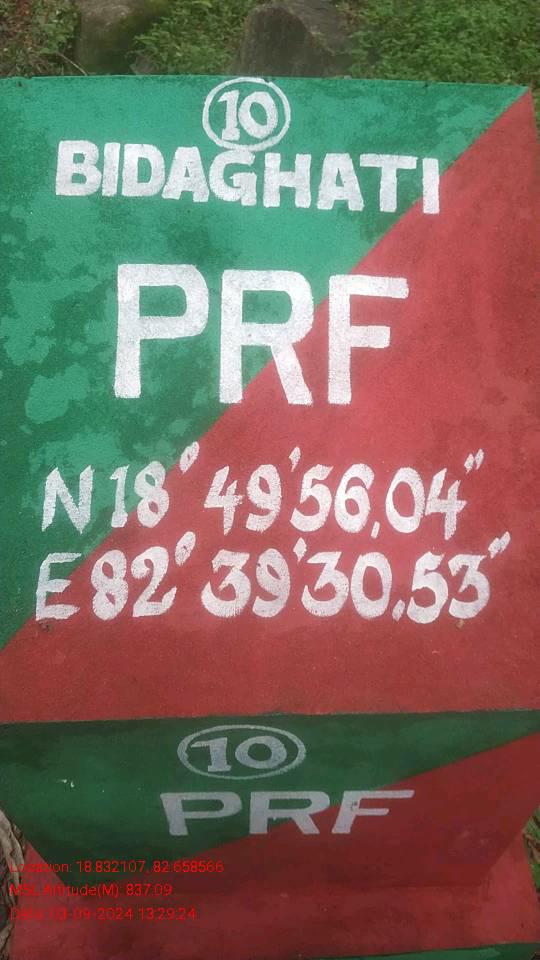 10
BIDAGHATI
PRF
N 18° 49' 56.04"
E 82° 39' 30.53"
10
PRF
Location: 18.832107, 82.658566
MSL Altitude(M): 837.09
Date: 03-09-2024 13:29:24